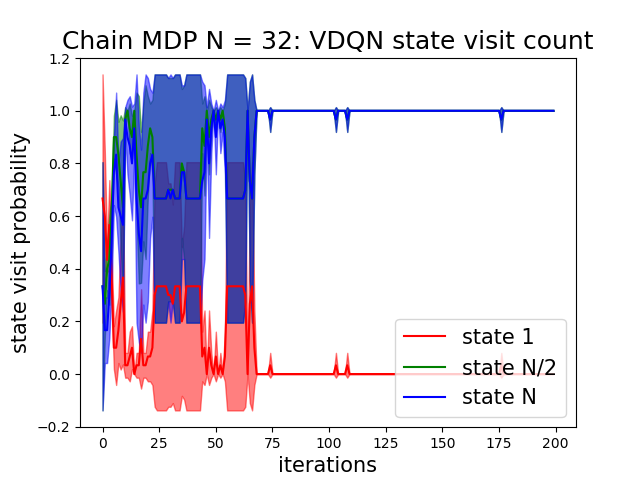 Chain MDP N = 32: VDQN state visit count
state visit probability
1.2
1.0
0.8
0.6
0.4
0.2
0.0
−0.2
0 25 50 75 100 125 150 175 200
iterations
state 1
state N/2
state N